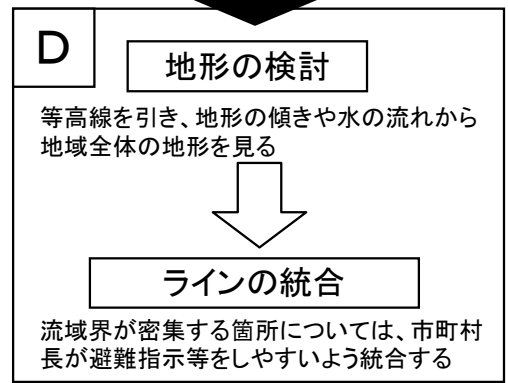 D
地形の検討
等高線を引き、地形の傾きや水の流れから
地域全体の地形を見る
ラインの統合
流域界が密集する箇所については、市町村
長が避難指示等をしやすいよう統合する